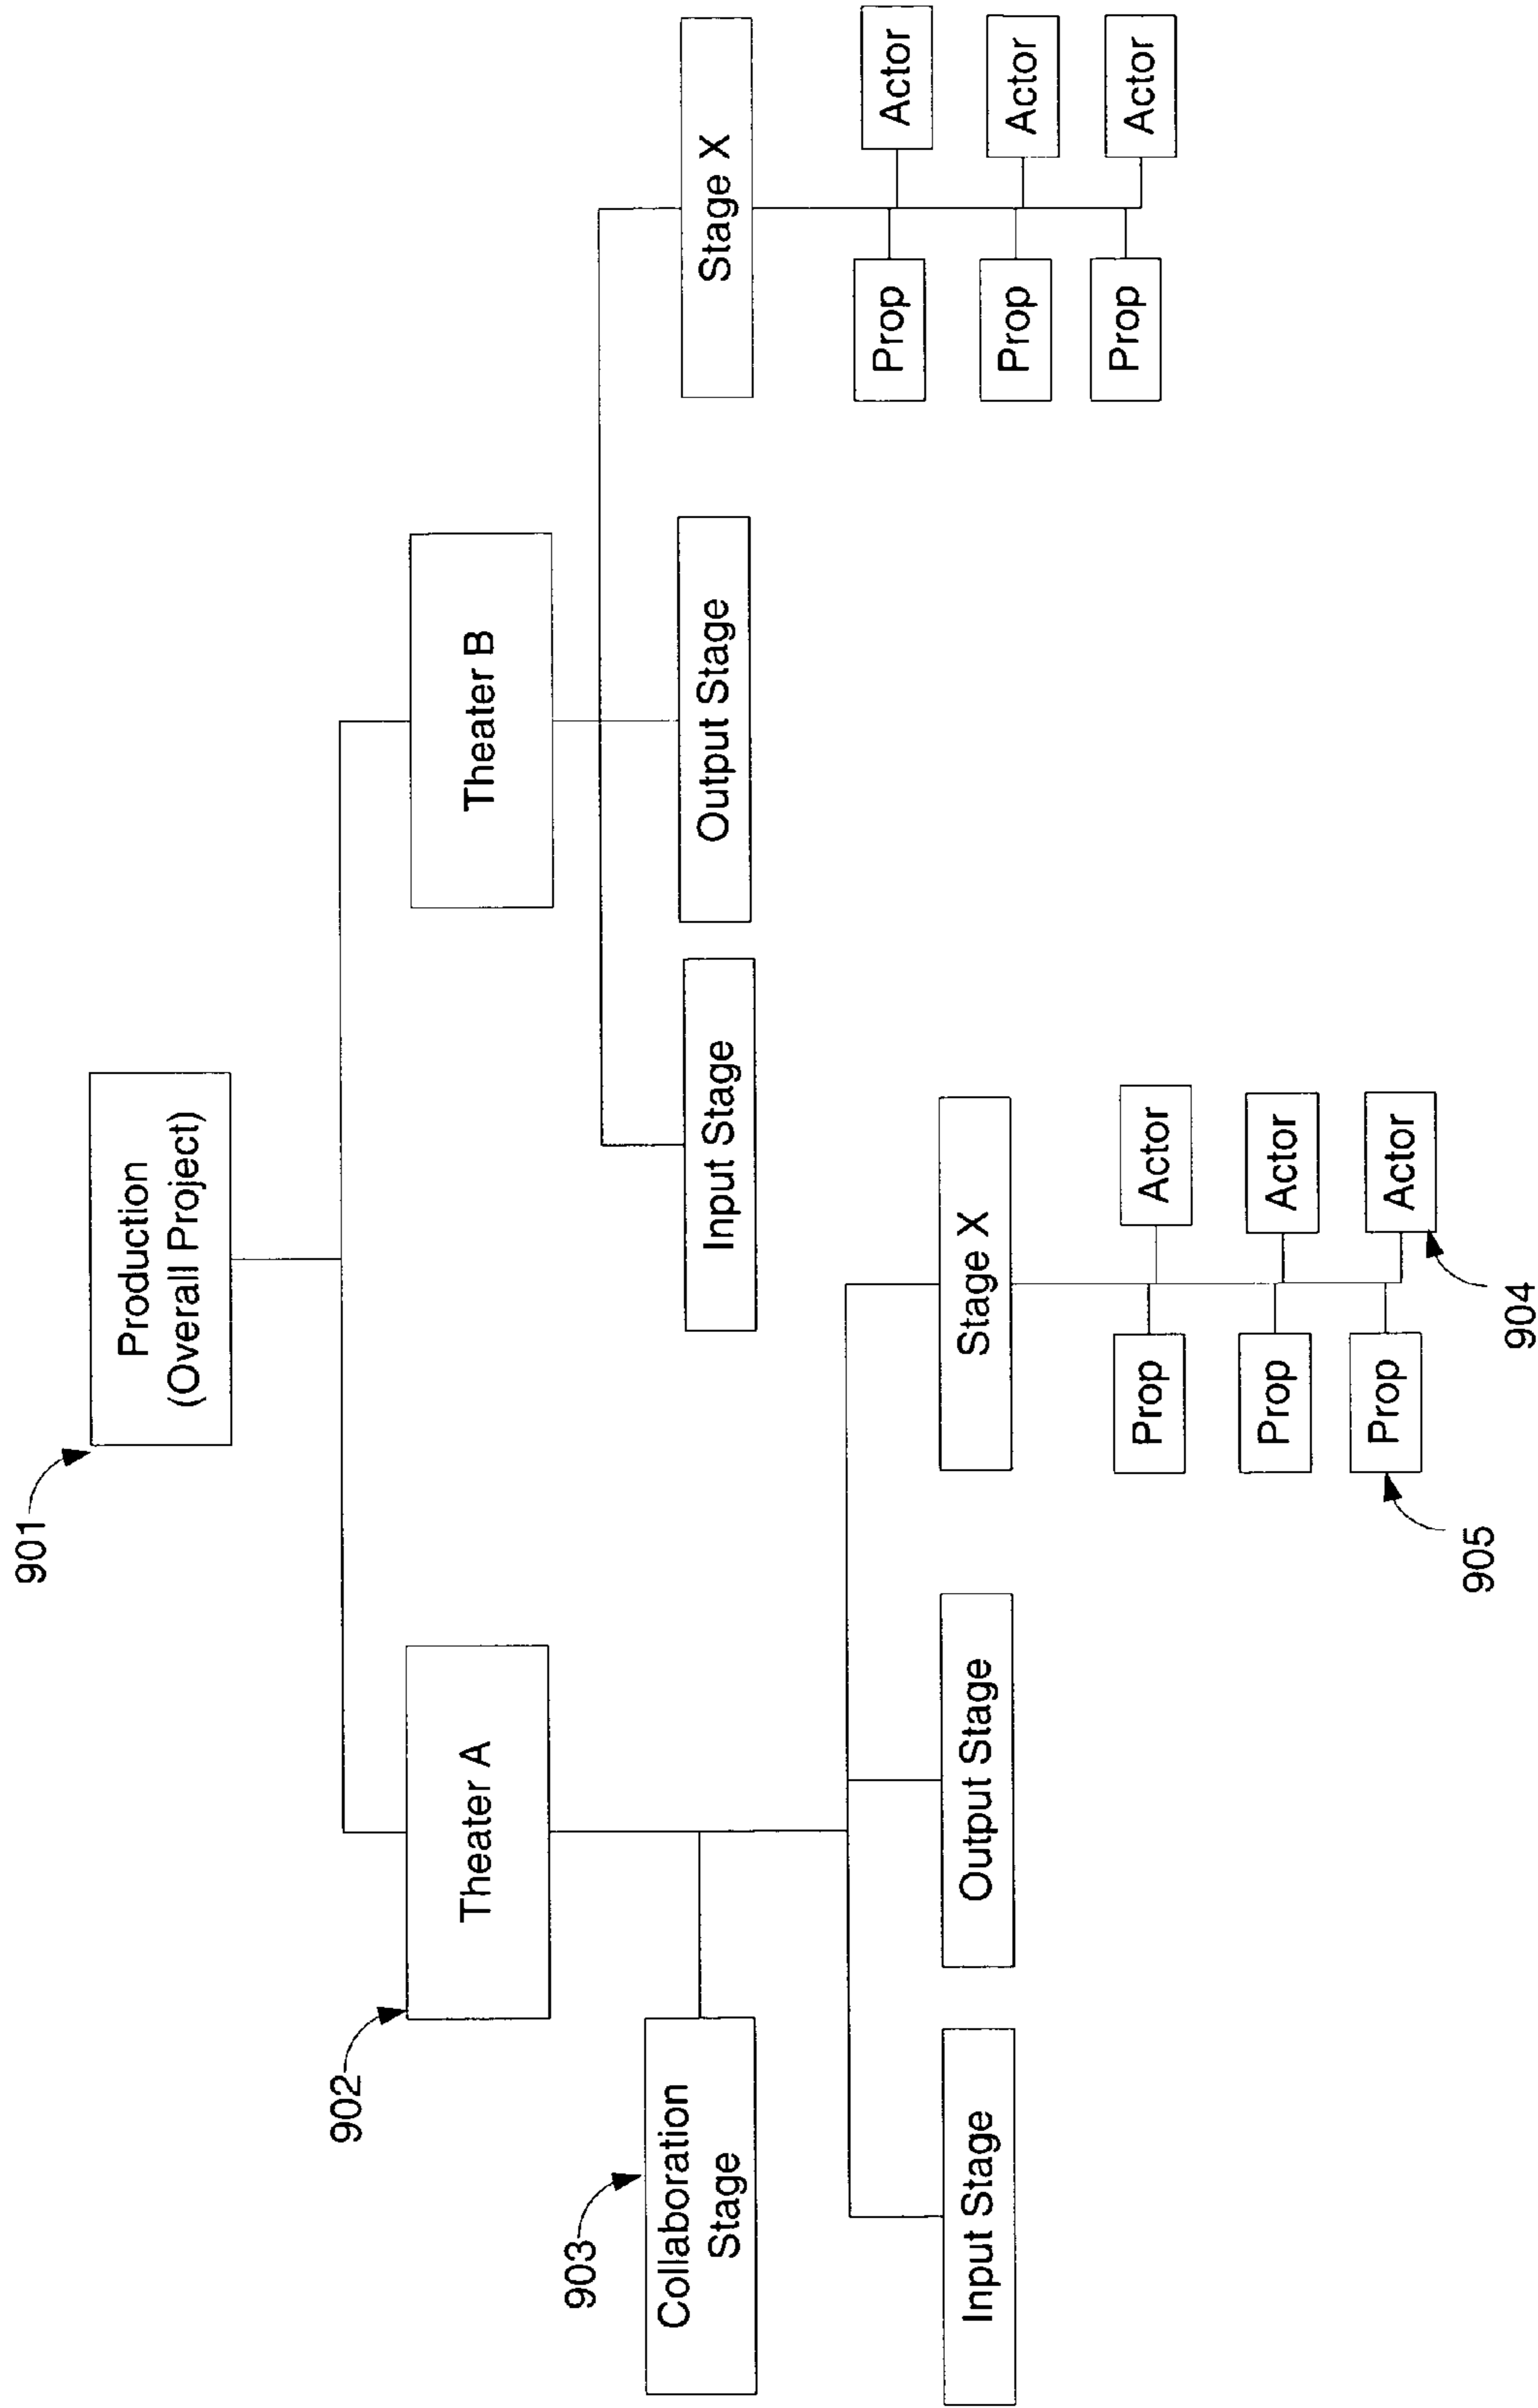 901
Production
(Overall Project)
902
Theater A
Theater B
903
Collaboration
Stage
Input Stage
Output Stage
Stage X
Input Stage
Output Stage
Stage X
Prop
Actor
Prop
Actor
Prop
Actor
905
904
Prop
Actor
Prop
Actor
Prop
Actor